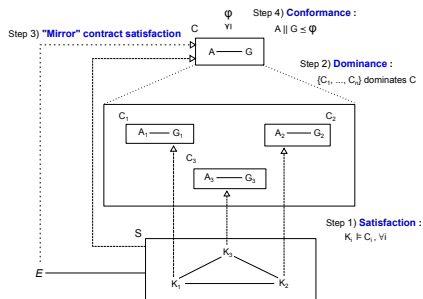 φ
C
Step 4) Conformance :
Step 3) "Mirror" contract satisfaction
A G
A || G ≼ φ
Step 2) Dominance :
{C1, ..., Cn} dominates C
C1
C2
A1 G1
A2 G2
C3
A3 G3
Step 1) Satisfaction :
Ki ⊨ Ci, ∀i
S
K3
E
K1
K2